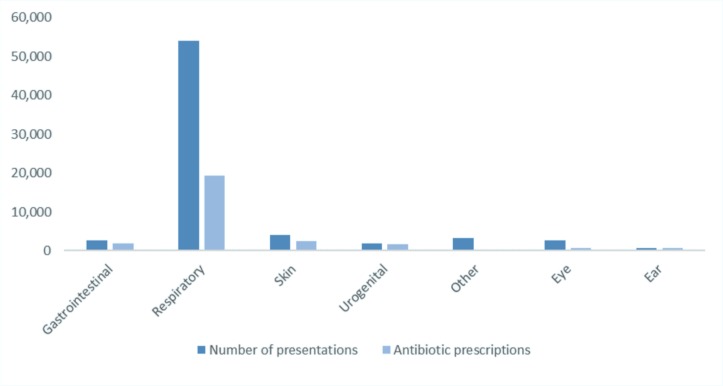 60,000
50,000
40,000
30,000
20,000
10,000
0
Gastrointestinal
Respiratory
Skin
Urogenital
Other
Eye
Ear
Number of presentations
Antibiotic prescriptions